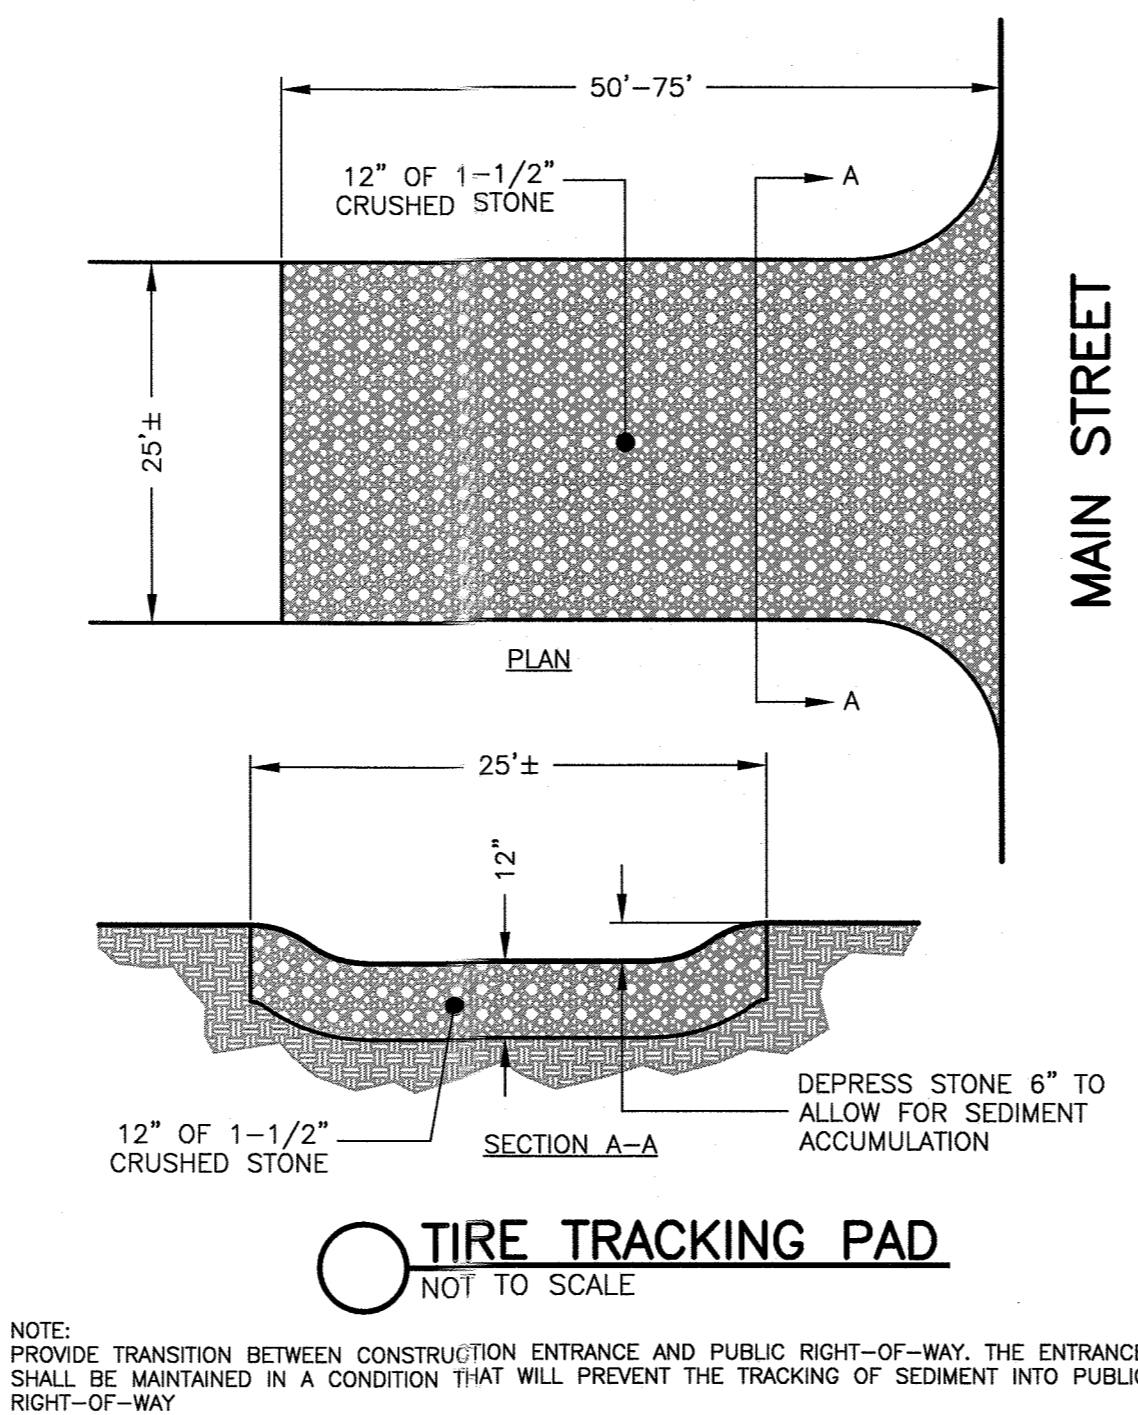 50'-75'
12" OF 1-1/2"
CRUSHED STONE
A
25'±
MAIN STREET
PLAN
A
25'±
12"
DEPRESS STONE 6" TO
ALLOW FOR SEDIMENT
ACCUMULATION
12" OF 1-1/2"
CRUSHED STONE
SECTION A-A
TIRE TRACKING PAD
NOT TO SCALE
NOTE:
PROVIDE TRANSITION BETWEEN CONSTRUCTION ENTRANCE AND PUBLIC RIGHT-OF-WAY. THE ENTRANCE
SHALL BE MAINTAINED IN A CONDITION THAT WILL PREVENT THE TRACKING OF SEDIMENT INTO PUBLIC
RIGHT-OF-WAY